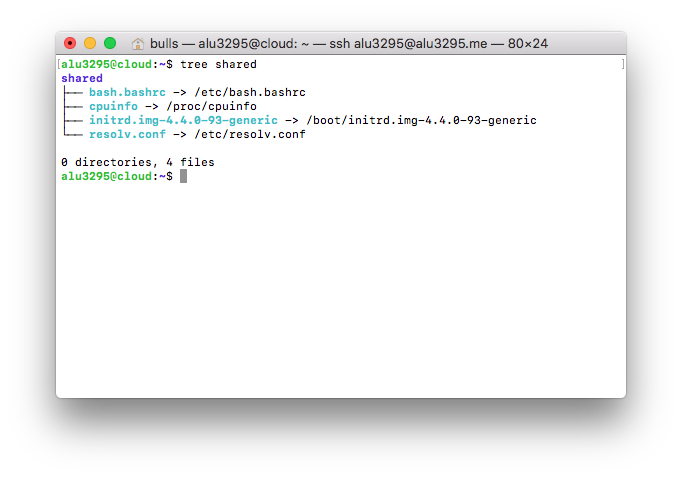 bulls — alu3295@cloud: ~ — ssh alu3295@alu3295.me — 80×24
[alu3295@cloud:~$ tree shared ]
shared
├── bash.bashrc -> /etc/bash.bashrc
├── cpuinfo -> /proc/cpuinfo
├── initrd.img-4.4.0-93-generic -> /boot/initrd.img-4.4.0-93-generic
└── resolv.conf -> /etc/resolv.conf
0 directories, 4 files
alu3295@cloud:~$